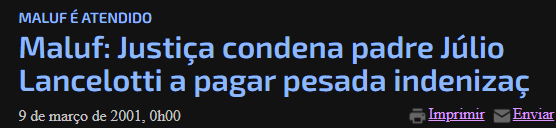 MALUF É ATENDIDO
Maluf: Justiça condena padre Júlio
Lancelotti a pagar pesada indenizaç
9 de março de 2001, 0h00 Imprimir Enviar